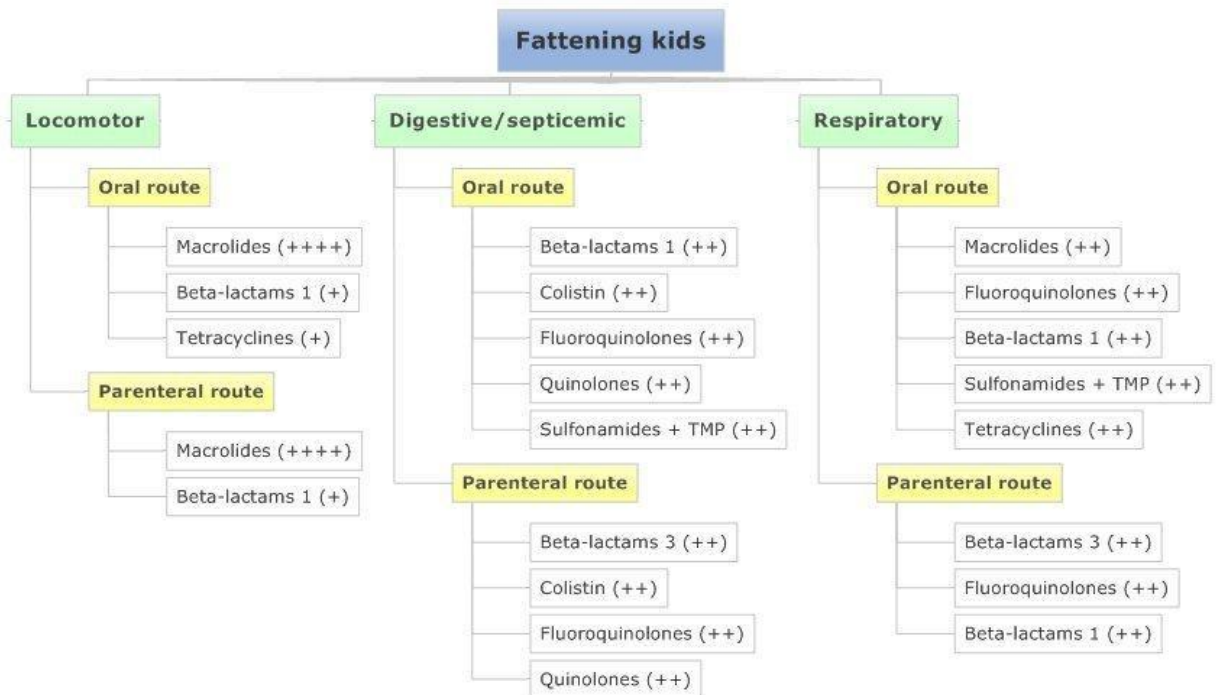 Fattening kids
Locomotor
Oral route
Macrolides (++++)
Beta-lactams 1 (+)
Tetracyclines (+)
Parenteral route
Macrolides (++++)
Beta-lactams 1 (+)
Digestive/septicemic
Oral route
Beta-lactams 1 (++)
Colistin (++)
Fluoroquinolones (++)
Quinolones (++)
Sulfonamides + TMP (++)
Parenteral route
Beta-lactams 3 (++)
Colistin (++)
Fluoroquinolones (++)
Quinolones (++)
Respiratory
Oral route
Macrolides (++)
Fluoroquinolones (++)
Beta-lactams 1 (++)
Sulfonamides + TMP (++)
Tetracyclines (++)
Parenteral route
Beta-lactams 3 (++)
Fluoroquinolones (++)
Beta-lactams 1 (++)